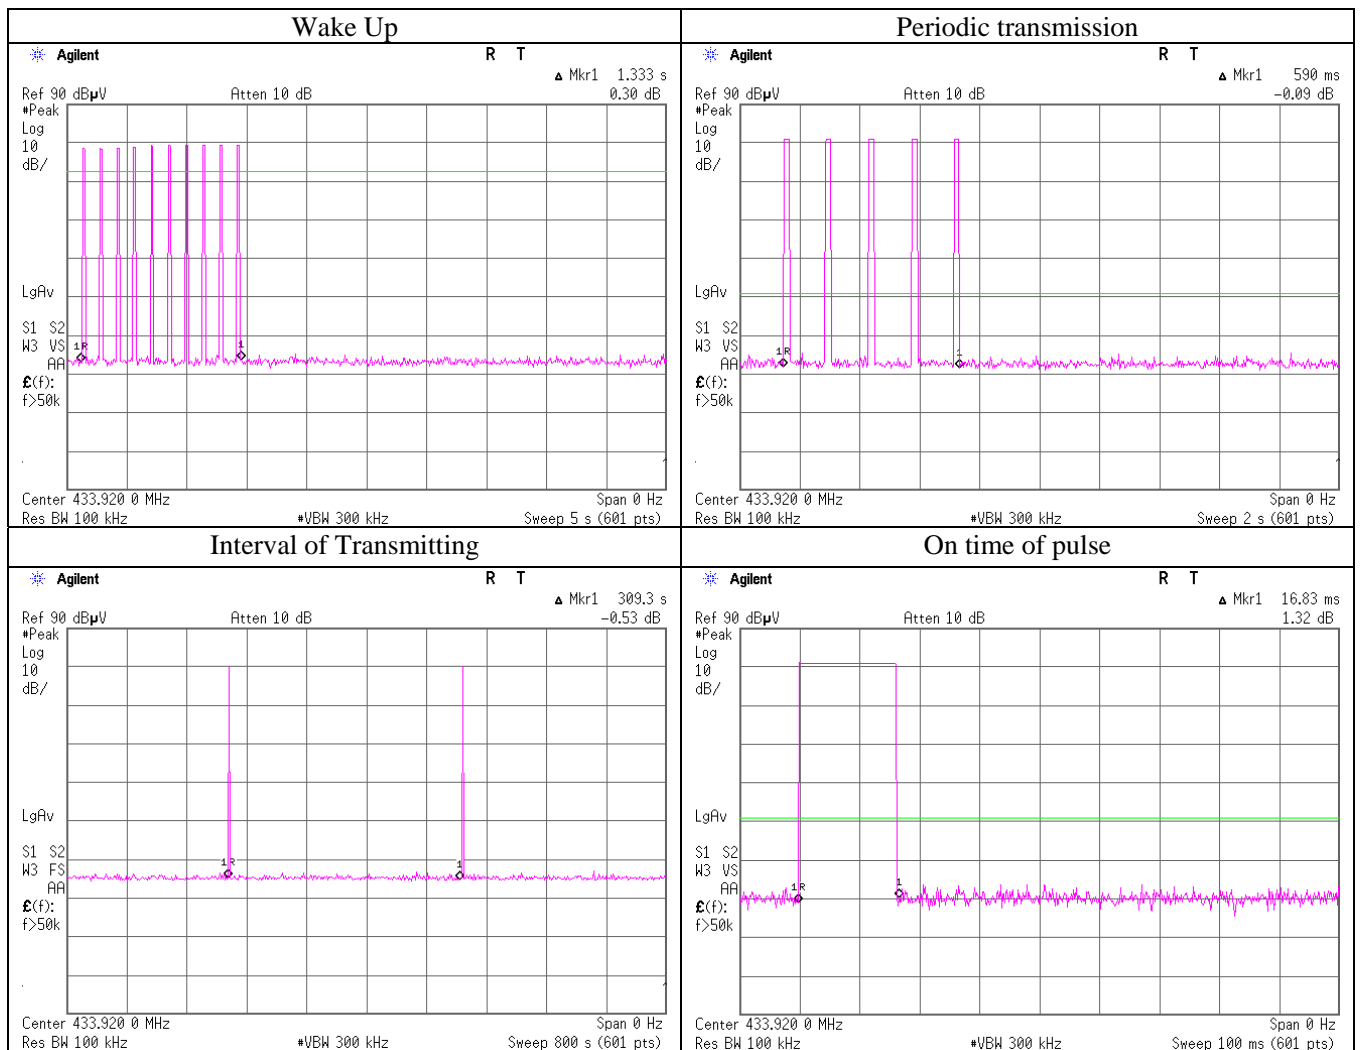 Wake Up
Agilent
R T
Δ Mkr1 1.333 s
Ref 90 dBµV Atten 10 dB 0.30 dB
#Peak
Log
10
dB/
LgAv
S1 S2
W3 VS
AA
£(f):
f>50k
1R
1
Center 433.920 0 MHz Span 0 Hz
Res BW 100 kHz #VBW 300 kHz Sweep 5 s (601 pts)
Periodic transmission
Agilent
R T
Δ Mkr1 590 ms
Ref 90 dBµV Atten 10 dB -0.09 dB
#Peak
Log
10
dB/
LgAv
S1 S2
W3 VS
AA
£(f):
f>50k
1R
1
Center 433.920 0 MHz Span 0 Hz
Res BW 100 kHz #VBW 300 kHz Sweep 2 s (601 pts)
Interval of Transmitting
Agilent
R T
Δ Mkr1 309.3 s
Ref 90 dBµV Atten 10 dB -0.53 dB
#Peak
Log
10
dB/
LgAv
S1 S2
W3 FS
AA
£(f):
f>50k
1R
1
Center 433.920 0 MHz Span 0 Hz
Res BW 100 kHz #VBW 300 kHz Sweep 800 s (601 pts)
On time of pulse
Agilent
R T
Δ Mkr1 16.83 ms
Ref 90 dBµV Atten 10 dB 1.32 dB
#Peak
Log
10
dB/
LgAv
S1 S2
W3 VS
AA
£(f):
f>50k
1R
1
Center 433.920 0 MHz Span 0 Hz
Res BW 100 kHz #VBW 300 kHz Sweep 100 ms (601 pts)